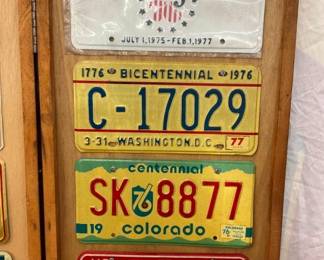 JULY 1, 1975 - FEB. 1, 1977
1776 BICENTENNIAL 1976
C-17029
3-31 WASHINGTON, D.C. 77
centennial
SK 76 8877
19 colorado 76